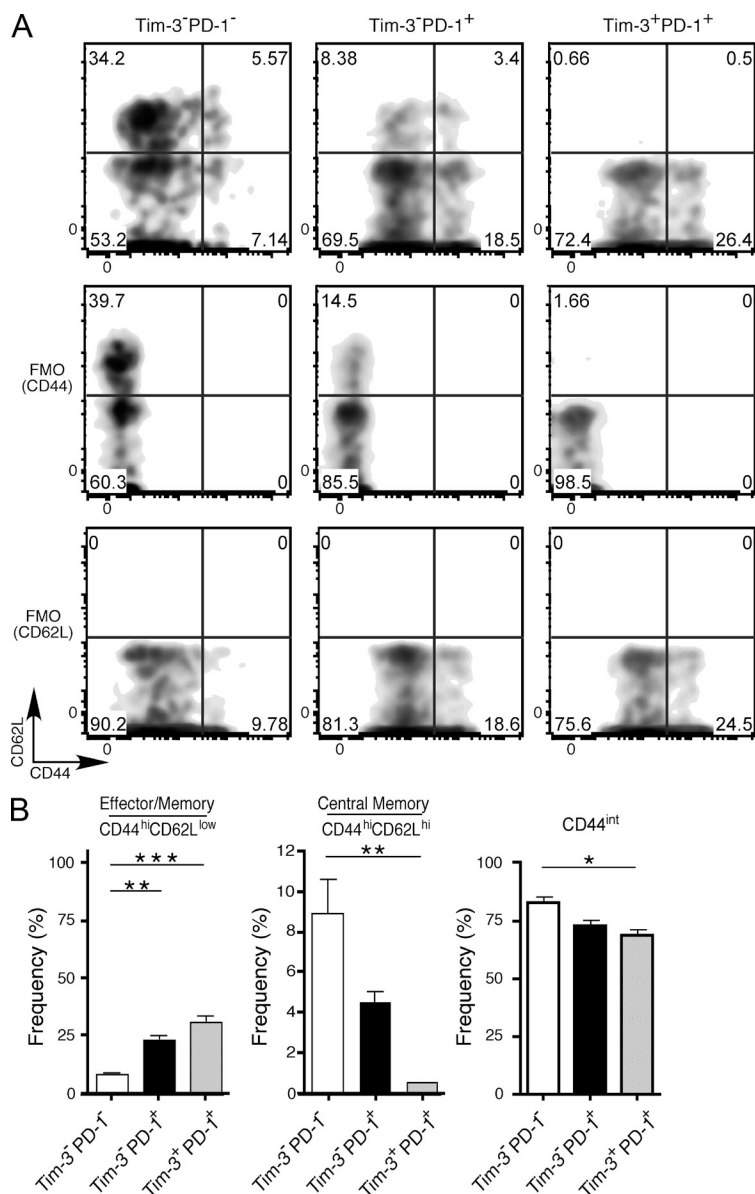 A
Tim-3⁻PD-1⁻ Tim-3⁻PD-1⁺ Tim-3⁺PD-1⁺
34.2 5.57 8.38 3.4 0.66 0.5
0 0 0
53.2 7.14 69.5 18.5 72.4 26.4
0 0 0
39.7 0 14.5 0 1.66 0
FMO
(CD44)
0 0 0
60.3 0 85.5 0 98.5 0
0 0 0
0 0 0 0 0 0
FMO
(CD62L)
0 0 0
90.2 9.78 81.3 18.6 75.6 24.5
0 0 0
CD62L
CD44
B
Effector/Memory Central Memory
CD44ʰⁱCD62Lˡᵒʷ CD44ʰⁱCD62Lʰⁱ CD44ⁱⁿᵗ
100 12 100
*** ** *
** 10
75 8 75
Frequency (%) Frequency (%) Frequency (%)
50 6 50
4
25 2 25
0 0 0
Tim-3⁻PD-1⁻ Tim-3⁻PD-1⁺ Tim-3⁺PD-1⁺ Tim-3⁻PD-1⁻ Tim-3⁻PD-1⁺ Tim-3⁺PD-1⁺ Tim-3⁻PD-1⁻ Tim-3⁻PD-1⁺ Tim-3⁺PD-1⁺